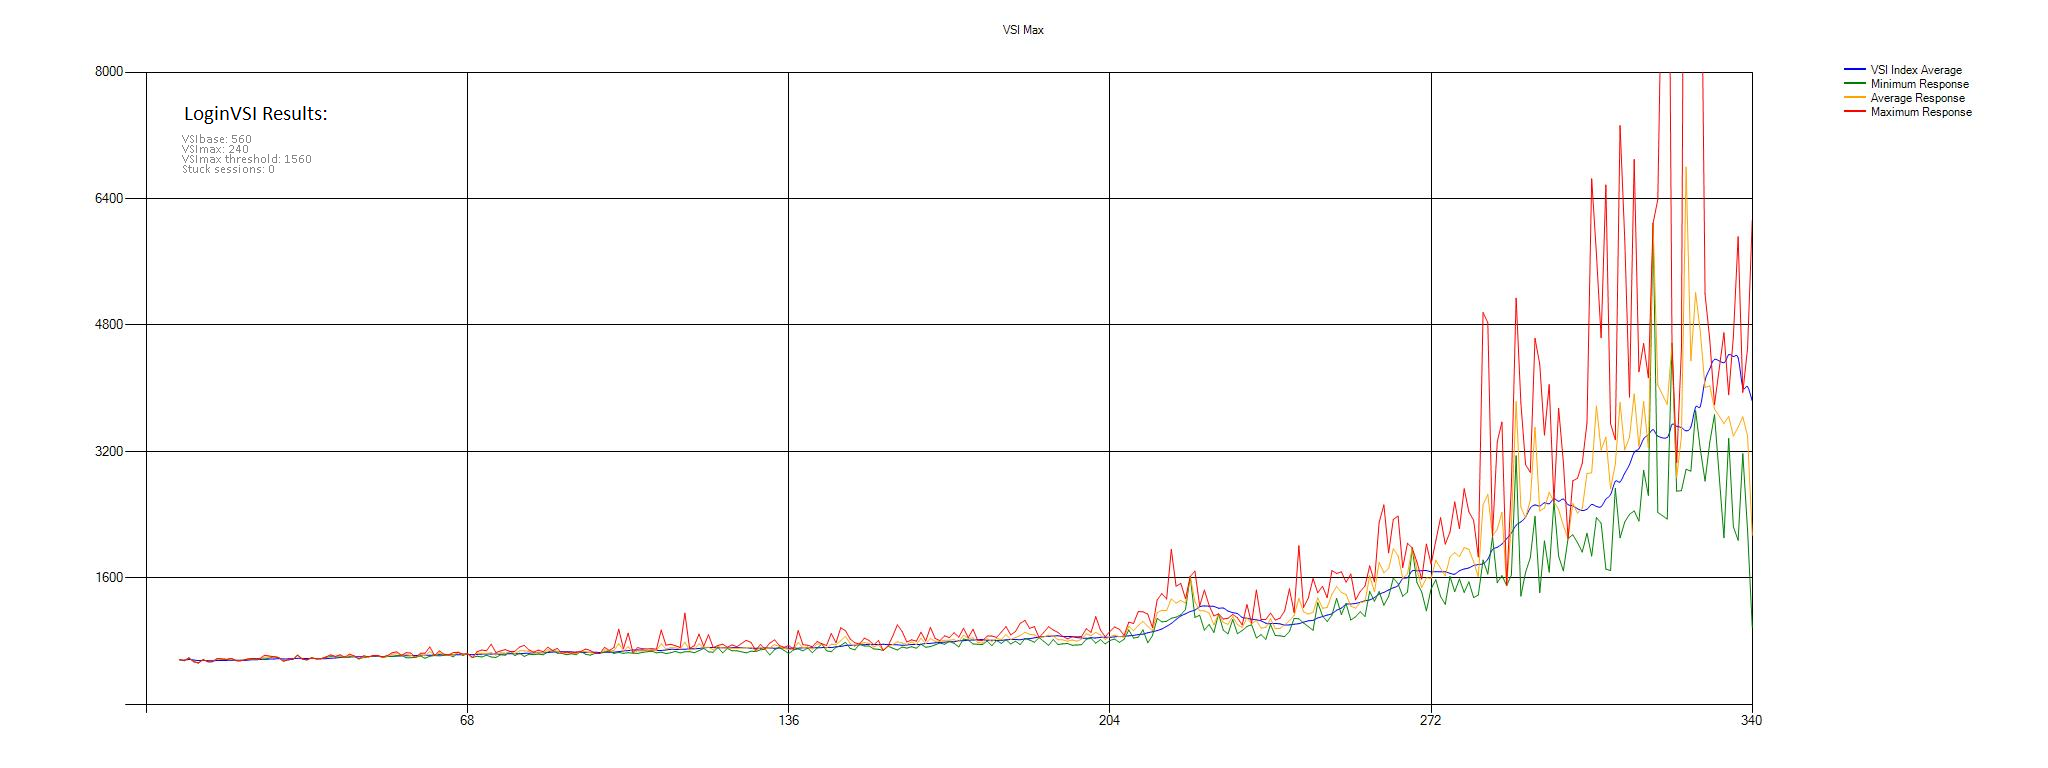 VSI Max
8000
6400
4800
3200
1600
68
136
204
272
340
LoginVSI Results:
VSIbase: 560
VSImax: 240
VSImax threshold: 1560
Stuck sessions: 0
VSI Index Average
Minimum Response
Average Response
Maximum Response